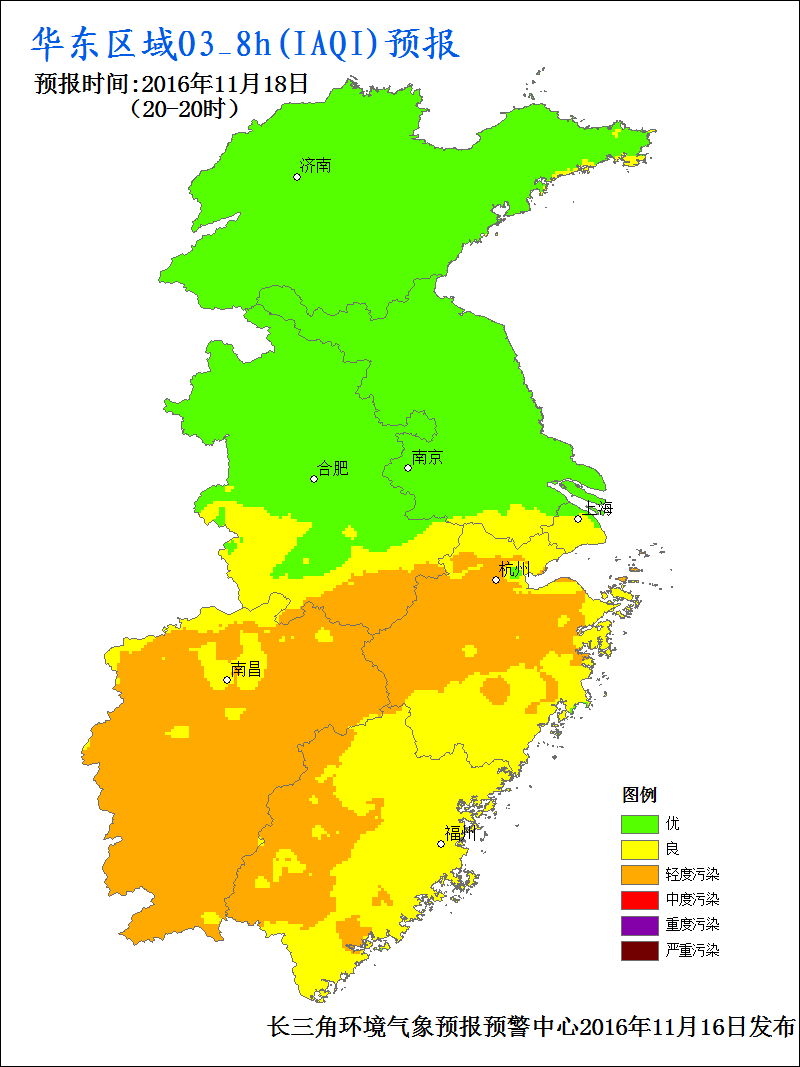 华东区域O3_8h(IAQI)预报
预报时间:2016年11月18日
（20-20时）
济南
南京
合肥
上海
杭州
南昌
福州
图例
优
良
轻度污染
中度污染
重度污染
严重污染
长三角环境气象预报预警中心2016年11月16日发布